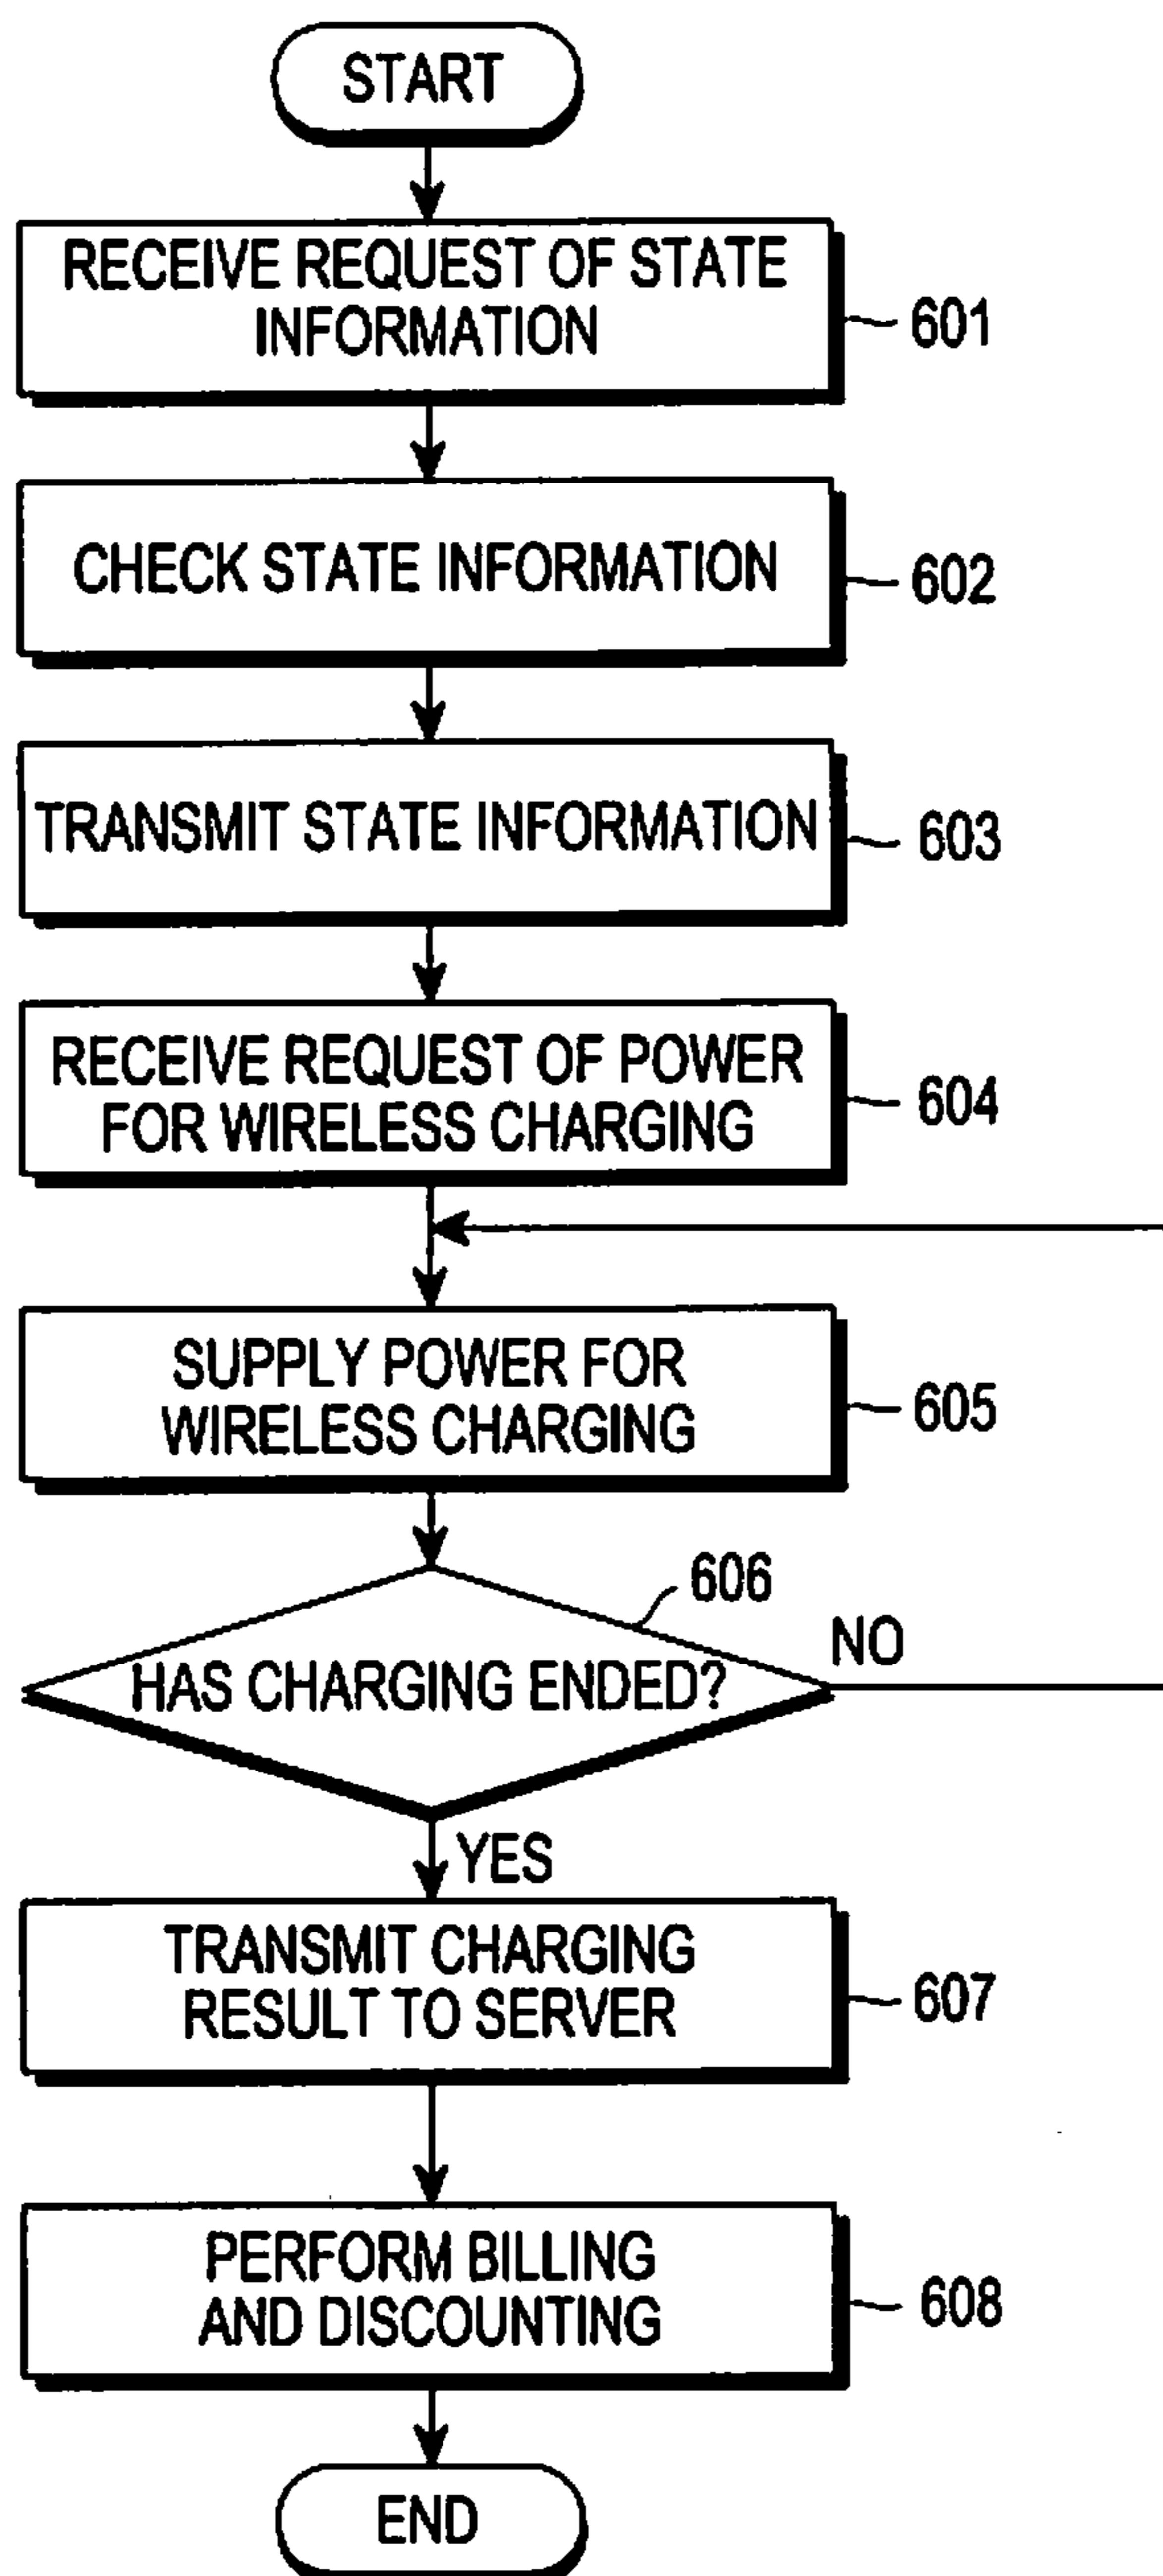 START
RECEIVE REQUEST OF STATE
INFORMATION
601
CHECK STATE INFORMATION
602
TRANSMIT STATE INFORMATION
603
RECEIVE REQUEST OF POWER
FOR WIRELESS CHARGING
604
SUPPLY POWER FOR
WIRELESS CHARGING
605
606
HAS CHARGING ENDED?
NO
YES
TRANSMIT CHARGING
RESULT TO SERVER
607
PERFORM BILLING
AND DISCOUNTING
608
END